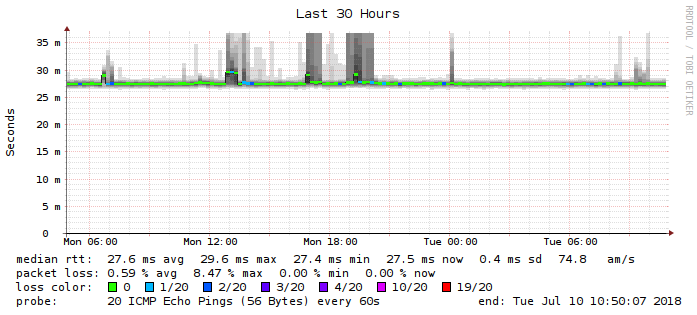 Last 30 Hours
RRDTOOL / TOBI OETIKER
Seconds
35 m
30 m
25 m
20 m
15 m
10 m
5 m
0
Mon 06:00 Mon 12:00 Mon 18:00 Tue 00:00 Tue 06:00
median rtt: 27.6 ms avg 29.6 ms max 27.4 ms min 27.5 ms now 0.4 ms sd 74.8 am/s
packet loss: 0.59 % avg 8.47 % max 0.00 % min 0.00 % now
loss color: 0 1/20 2/20 3/20 4/20 10/20 19/20
probe: 20 ICMP Echo Pings (56 Bytes) every 60s end: Tue Jul 10 10:50:07 2018